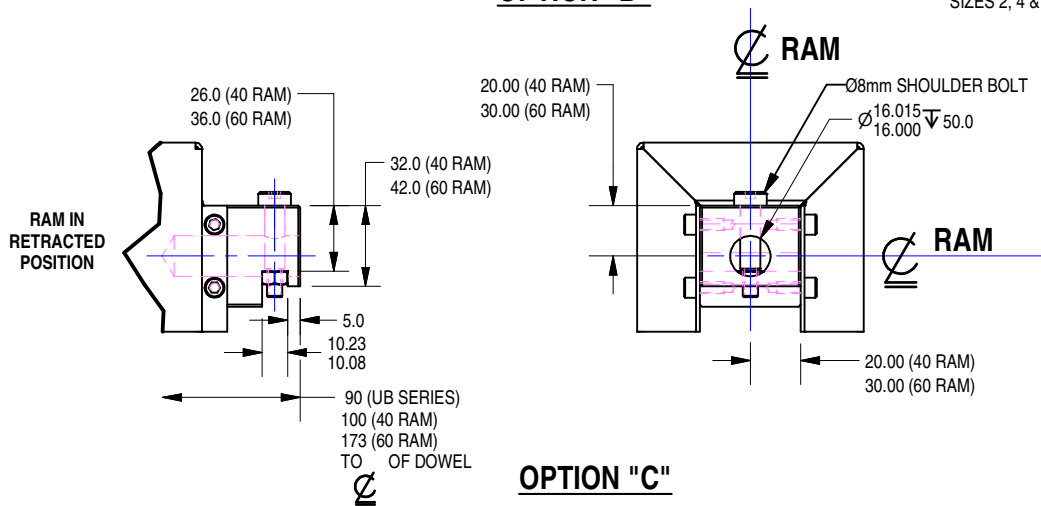 SIZES 2, 4 &
RAM
20.00 (40 RAM)
30.00 (60 RAM)
Ø8mm SHOULDER BOLT
Ø 16.015 ↧ 50.0
16.000
26.0 (40 RAM)
36.0 (60 RAM)
32.0 (40 RAM)
42.0 (60 RAM)
RAM IN
RETRACTED
POSITION
RAM
5.0
10.23
10.08
20.00 (40 RAM)
30.00 (60 RAM)
90 (UB SERIES)
100 (40 RAM)
173 (60 RAM)
TO OF DOWEL
OPTION "C"